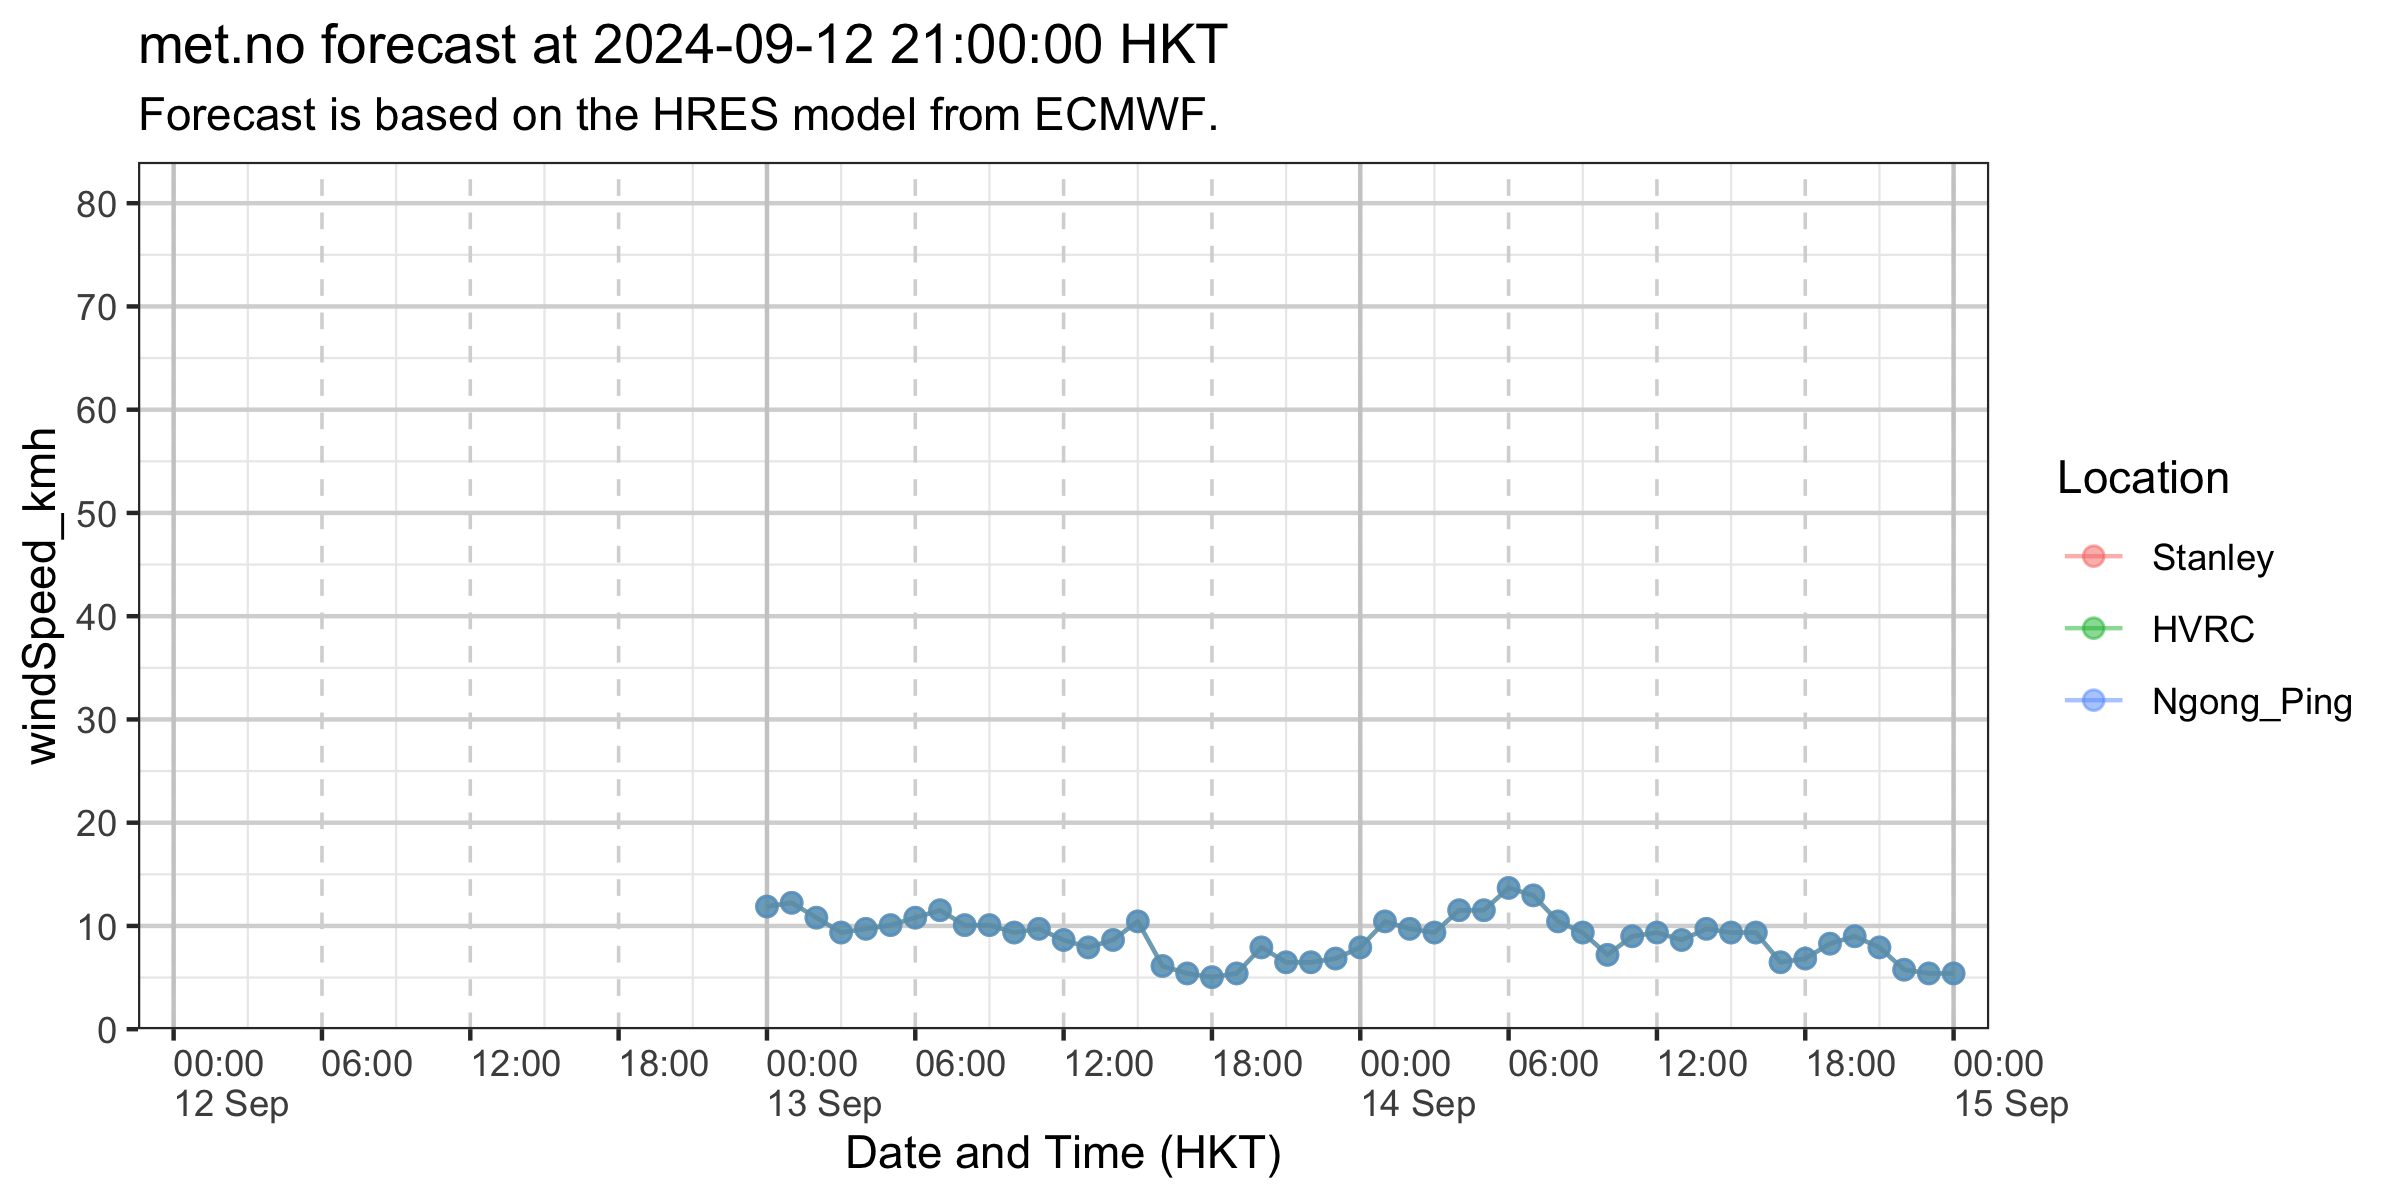 met.no forecast at 2024-09-12 21:00:00 HKT
Forecast is based on the HRES model from ECMWF.
windSpeed_kmh
80
70
60
50
40
30
20
10
0
00:00 06:00 12:00 18:00 00:00 06:00 12:00 18:00 00:00 06:00 12:00 18:00 00:00
12 Sep 13 Sep 14 Sep 15 Sep
Date and Time (HKT)
Location
Stanley
HVRC
Ngong_Ping